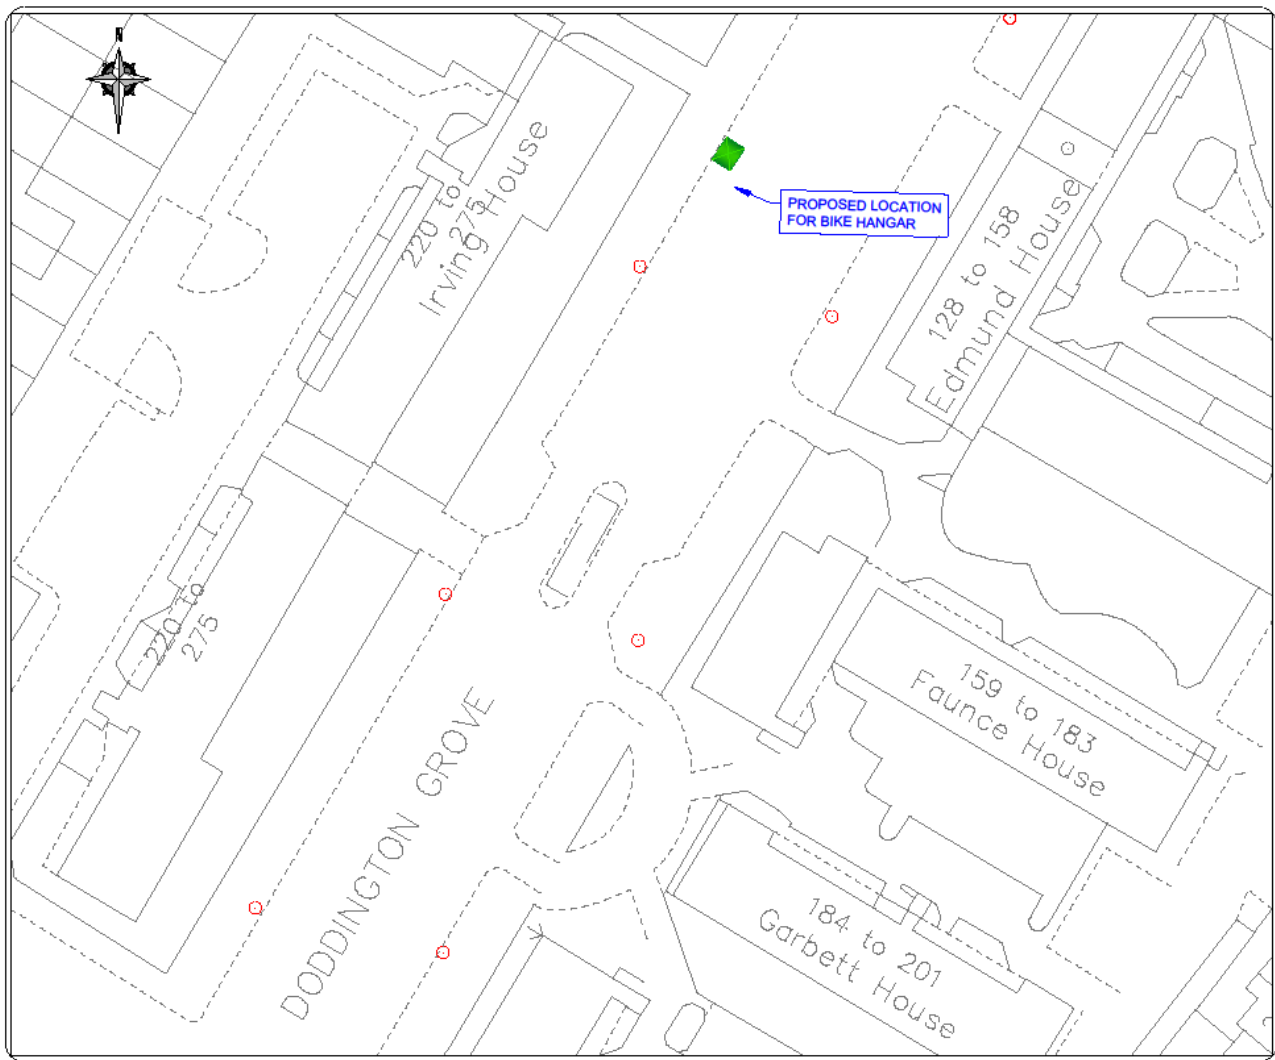 N
PROPOSED LOCATION
FOR BIKE HANGAR
220 to
275
Irving House
128 to 158
Edmund House
220 to
275
159 to 183
Faunce House
DODDINGTON GROVE
184 to 201
Garbett House